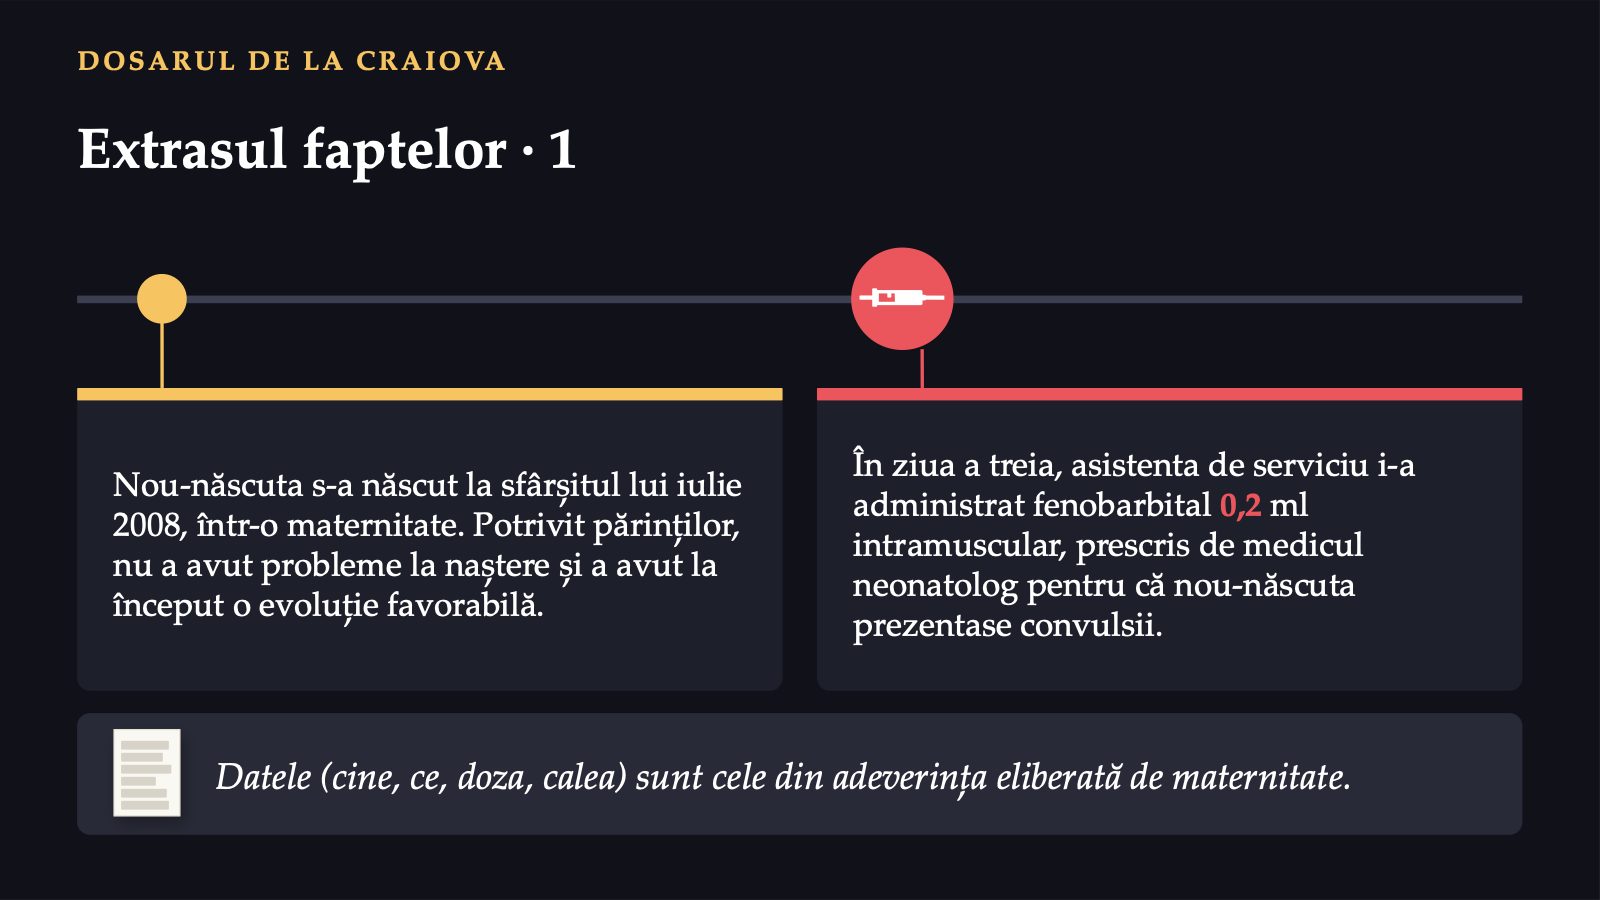 DOSARUL DE LA CRAIOVA
Extrasul faptelor · 1
Nou-născuta s-a născut la sfârșitul lui iulie
2008, într-o maternitate. Potrivit părinților,
nu a avut probleme la naștere și a avut la
început o evoluție favorabilă.
În ziua a treia, asistenta de serviciu i-a
administrat fenobarbital 0,2 ml
intramuscular, prescris de medicul
neonatolog pentru că nou-născuta
prezentase convulsii.
Datele (cine, ce, doza, calea) sunt cele din adeverința eliberată de maternitate.